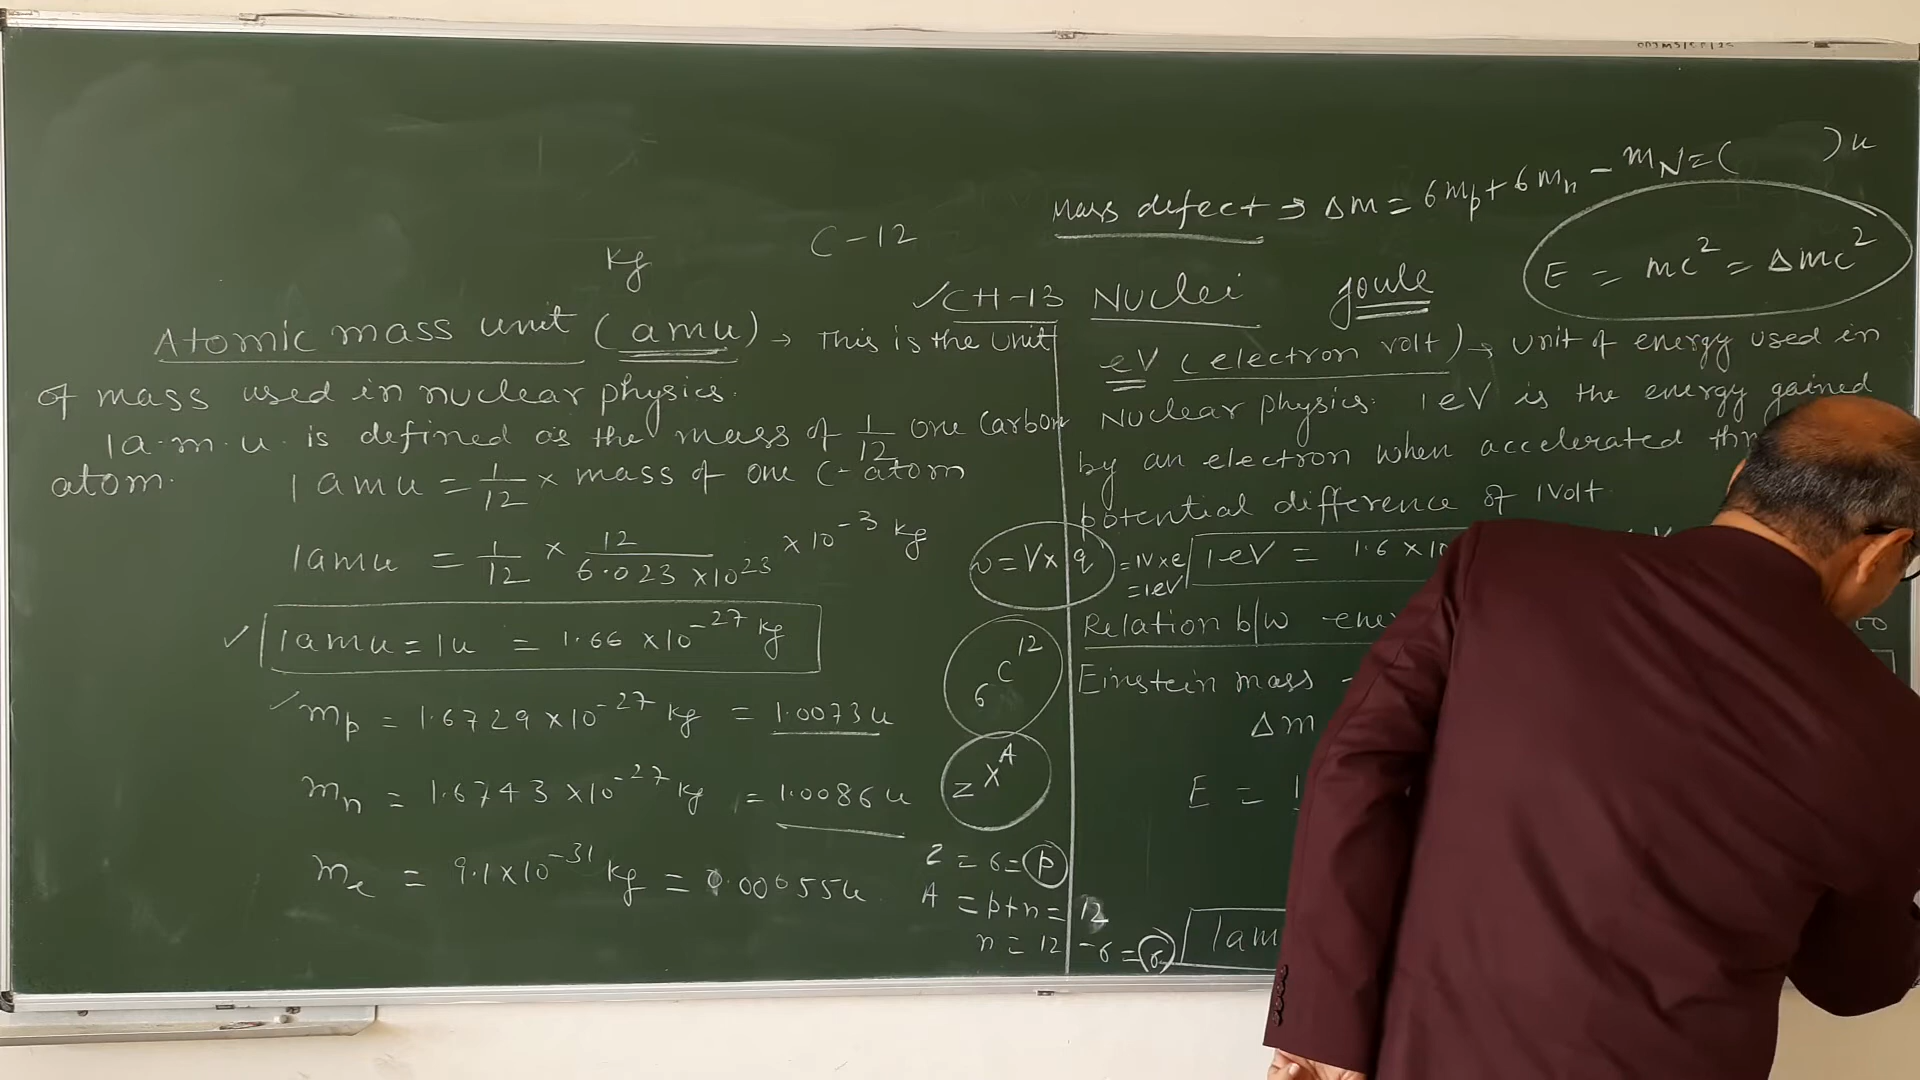 Mass defect → Δm = 6mp + 6mn - mN = ( ) u
C-12
Kg
E = mc² = Δmc²
✓CH-13 Nuclei joule
Atomic mass unit (amu) → This is the unit
of mass used in nuclear physics.
1 a.m.u. is defined as the mass of 1/12 one Carbon
atom.
1 amu = 1/12 × mass of one C-atom
1amu = 1/12 × 12/6.023 × 10²³ × 10⁻³ kg
✓ 1amu = 1u = 1.66 × 10⁻²⁷ kg
✓ mp = 1.6729 × 10⁻²⁷ kg = 1.0073u
mn = 1.6743 × 10⁻²⁷ kg = 1.0086u
me = 9.1 × 10⁻³¹ kg = 0.00055u
eV (electron volt) → unit of energy used in
Nuclear physics. 1eV is the energy gained
by an electron when accelerated
potential difference of 1Volt
w = V × q = 1V × e
= 1eV
1eV = 1.6 × 10
₆C¹²
zXᴬ
Z = 6 = p
A = p+n = 12
n = 12 - 6 = 6
Relation b/w
Einstein mass
Δm
E =